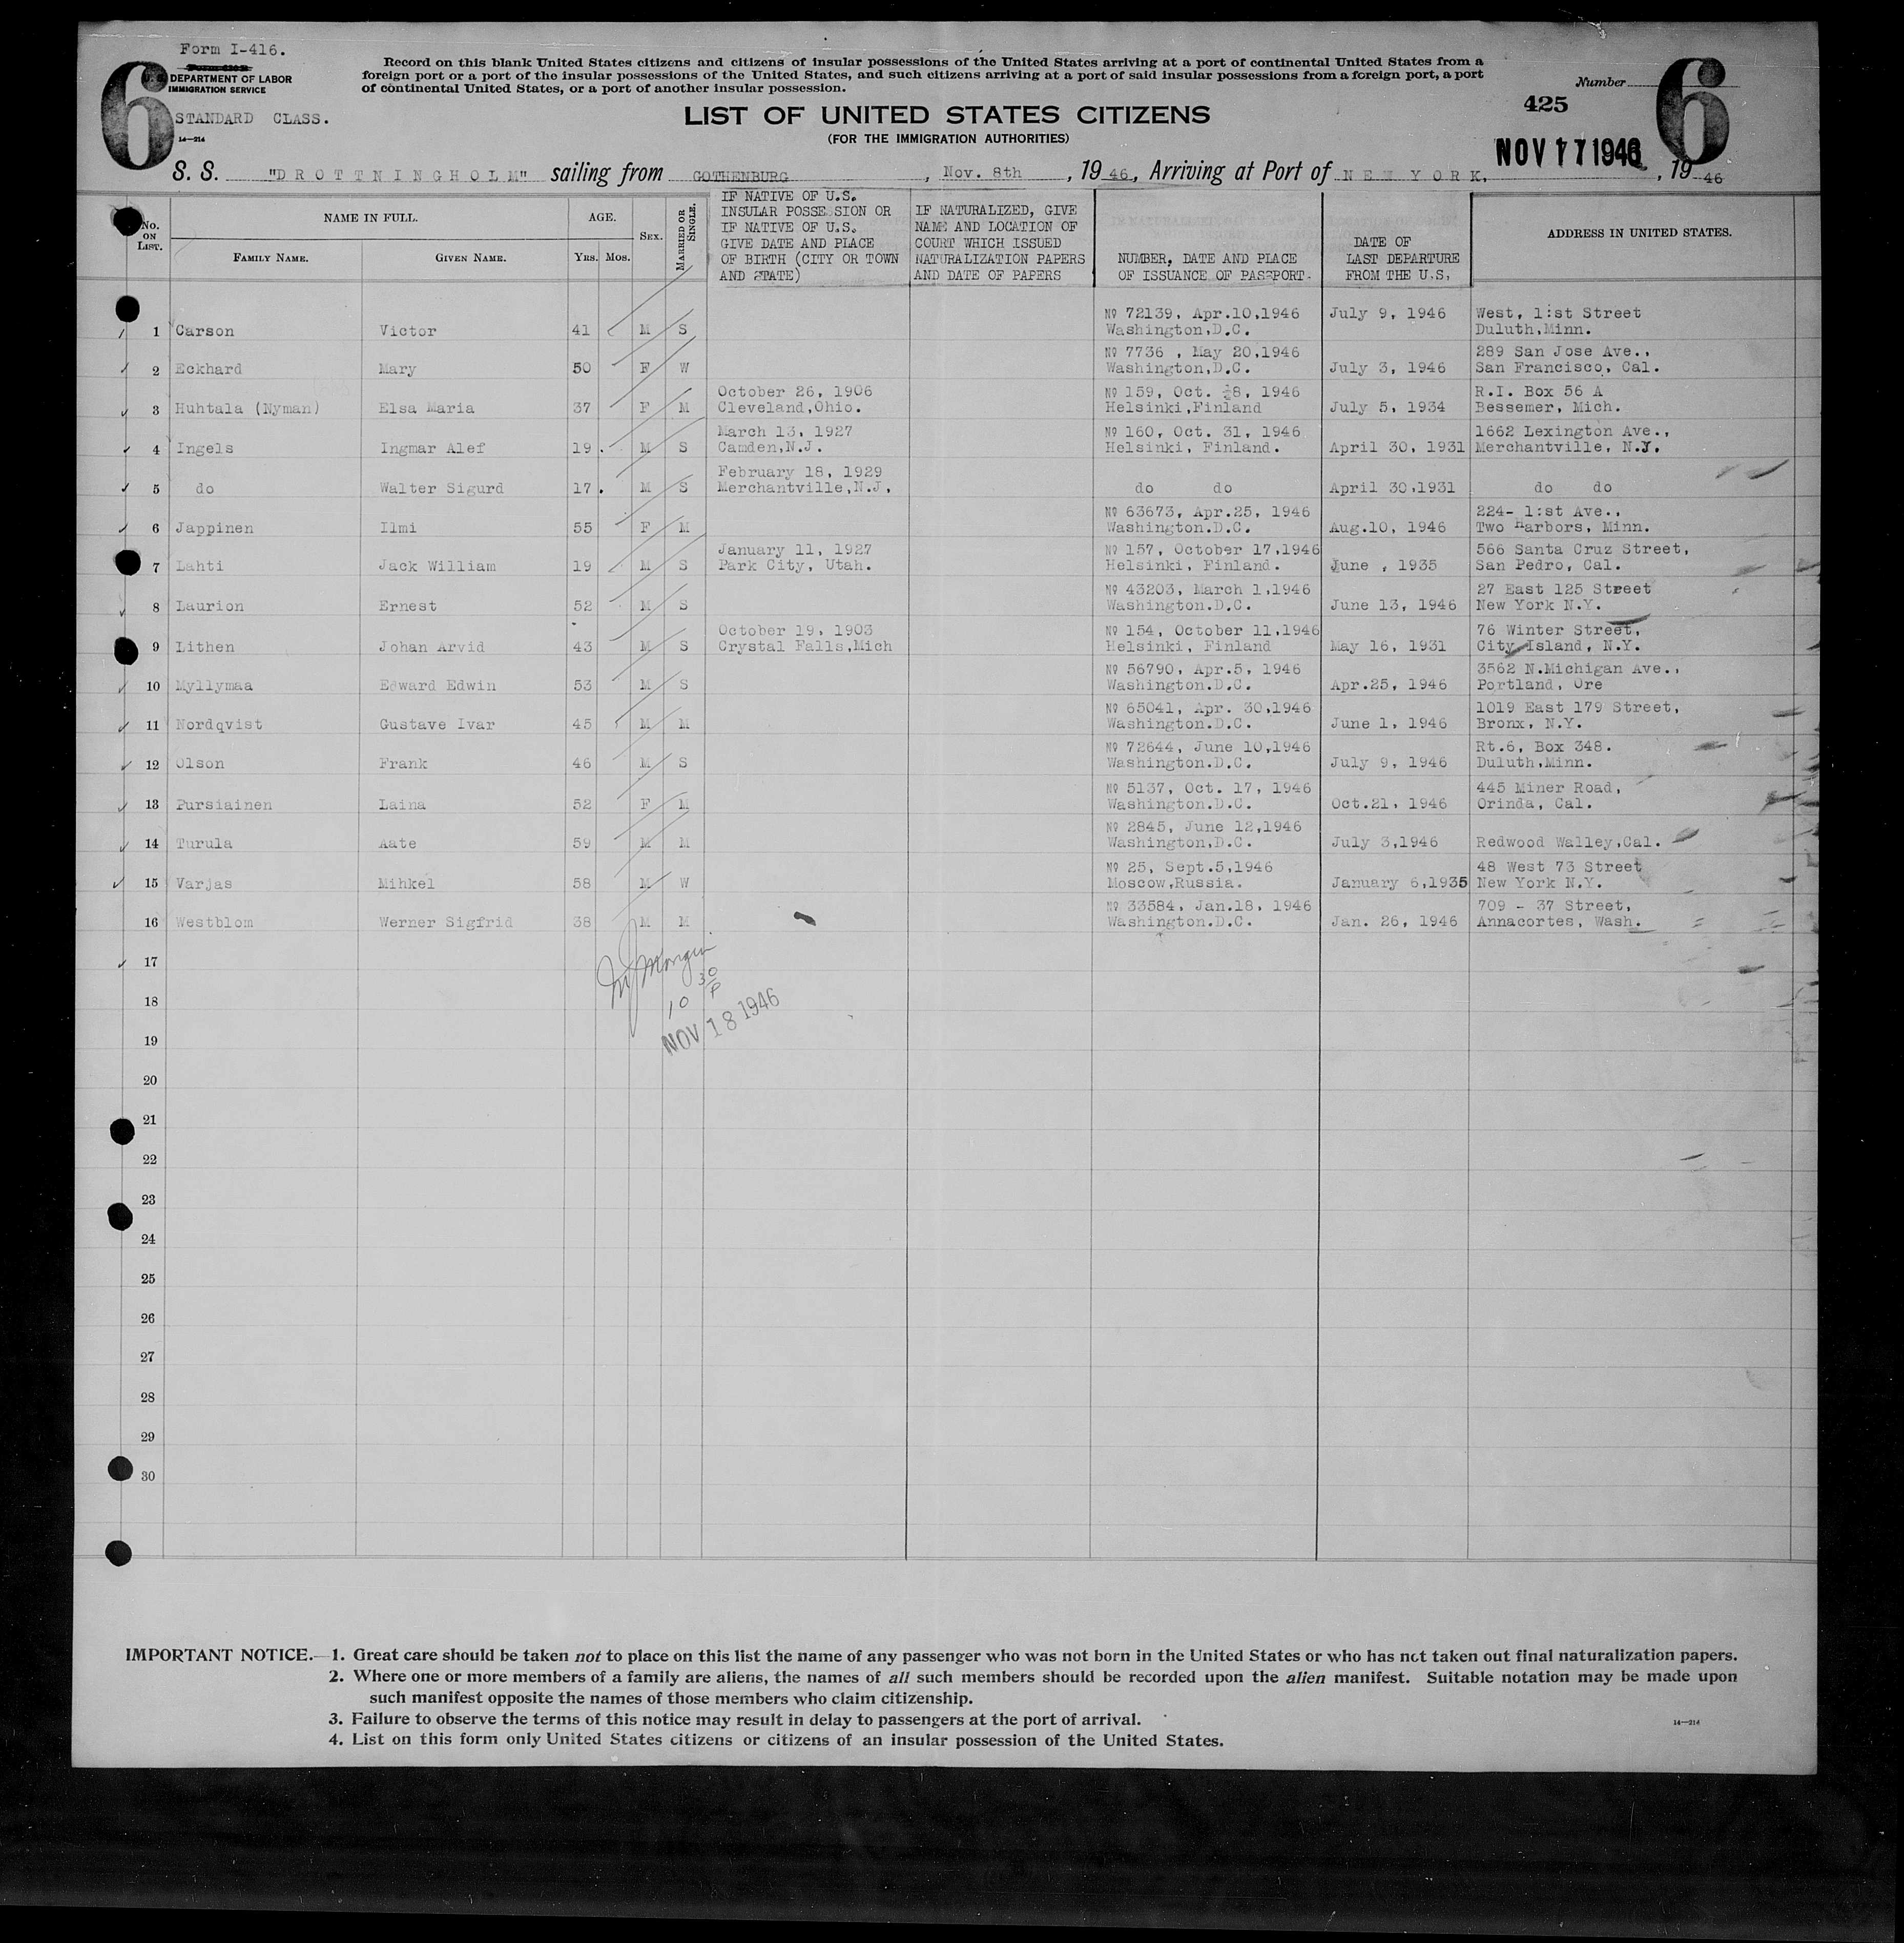 Form I-416.
U. S. DEPARTMENT OF LABOR
IMMIGRATION SERVICE
STANDARD CLASS.
14—214
6
Record on this blank United States citizens and citizens of insular possessions of the United States arriving at a port of continental United States from a
foreign port or a port of the insular possessions of the United States, and such citizens arriving at a port of said insular possessions from a foreign port, a port
of continental United States, or a port of another insular possession.
Number
425
6
LIST OF UNITED STATES CITIZENS
(FOR THE IMMIGRATION AUTHORITIES)
NOV 17 1946
S. S. "DROTTNINGHOLM" sailing from GOTHENBURG, Nov. 8th, 1946, Arriving at Port of NEW YORK, , 1946
No. ON LIST.
NAME IN FULL.
FAMILY NAME.
GIVEN NAME.
AGE.
YRS.
MOS.
SEX.
MARRIED OR SINGLE.
IF NATIVE OF U.S.
INSULAR POSSESSION OR
IF NATIVE OF U.S.
GIVE DATE AND PLACE
OF BIRTH (CITY OR TOWN
AND STATE)
IF NATURALIZED, GIVE
NAME AND LOCATION OF
COURT WHICH ISSUED
NATURALIZATION PAPERS
AND DATE OF PAPERS
NUMBER, DATE AND PLACE
OF ISSUANCE OF PASSPORT.
DATE OF
LAST DEPARTURE
FROM THE U.S.
ADDRESS IN UNITED STATES.
№ 72139, Apr.10,1946 July 9, 1946 West, 1:st Street
1 Carson Victor 41 M S Washington,D.C. Duluth,Minn.
№ 7736 , May 20,1946 289 San Jose Ave.,
2 Eckhard Mary 50 F W Washington,D.C. July 3, 1946 San Francisco, Cal.
October 26, 1906 № 159, Oct. 28, 1946 R.I. Box 56 A
3 Huhtala (Nyman) Elsa Maria 37 F M Cleveland,Ohio. Helsinki,Finland July 5, 1934 Bessemer, Mich.
March 13, 1927 № 160, Oct. 31, 1946 1662 Lexington Ave.,
4 Ingels Ingmar Alef 19. M S Camden,N.J. Helsinki, Finland. April 30, 1931 Merchantville, N.J.
February 18, 1929
5 do Walter Sigurd 17. M S Merchantville,N.J, do do April 30,1931 do do
№ 63673, Apr.25, 1946 224- 1:st Ave.,
6 Jappinen Ilmi 55 F M Washington.D.C. Aug.10, 1946 Two Harbors, Minn.
January 11, 1927 № 157, October 17,1946 566 Santa Cruz Street,
7 Lahti Jack William 19 M S Park City, Utah. Helsinki, Finland. June , 1935 San Pedro, Cal.
№ 43203, March 1,1946 27 East 125 Street
8 Laurion Ernest 52 M S Washington.D.C. June 13, 1946 New York N.Y.
October 19, 1903 № 154, October 11,1946 76 Winter Street,
9 Lithen Johan Arvid 43 M S Crystal Falls,Mich Helsinki, Finland May 16, 1931 City Island, N.Y.
№ 56790, Apr.5, 1946 3562 N.Michigan Ave.,
10 Myllymaa Edward Edwin 53 M S Washington.D.C. Apr.25, 1946 Portland, Ore
№ 65041, Apr. 30,1946 1019 East 179 Street,
11 Nordqvist Gustave Ivar 45 M M Washington.D.C. June 1, 1946 Bronx, N.Y.
№ 72644, June 10,1946 Rt.6, Box 348.
12 Olson Frank 46 M S Washington.D.C. July 9, 1946 Duluth,Minn.
№ 5137, Oct. 17, 1946 445 Miner Road,
13 Pursiainen Laina 52 F M Washington.D.C. Oct.21, 1946 Orinda, Cal.
№ 2845, June 12,1946
14 Turula Aate 59 M M Washington,D.C. July 3,1946 Redwood Walley,Cal.
№ 25, Sept.5,1946 48 West 73 Street
15 Varjas Mihkel 58 M W Moscow,Russia. January 6,1935 New York N.Y.
№ 33584, Jan.18, 1946 709 - 37 Street,
16 Westblom Werner Sigfrid 38 M M Washington.D.C. Jan. 26, 1946 Annacortes, Wash.
17
10 30 P
18
NOV 18 1946
19
20
21
22
23
24
25
26
27
28
29
30
IMPORTANT NOTICE.—1. Great care should be taken not to place on this list the name of any passenger who was not born in the United States or who has not taken out final naturalization papers.
2. Where one or more members of a family are aliens, the names of all such members should be recorded upon the alien manifest. Suitable notation may be made upon
such manifest opposite the names of those members who claim citizenship.
3. Failure to observe the terms of this notice may result in delay to passengers at the port of arrival.
14—214
4. List on this form only United States citizens or citizens of an insular possession of the United States.